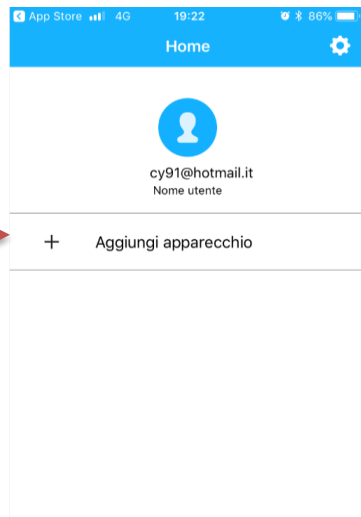 App Store 4G 19:22 86%
Home
cy91@hotmail.it
Nome utente
+ Aggiungi apparecchio